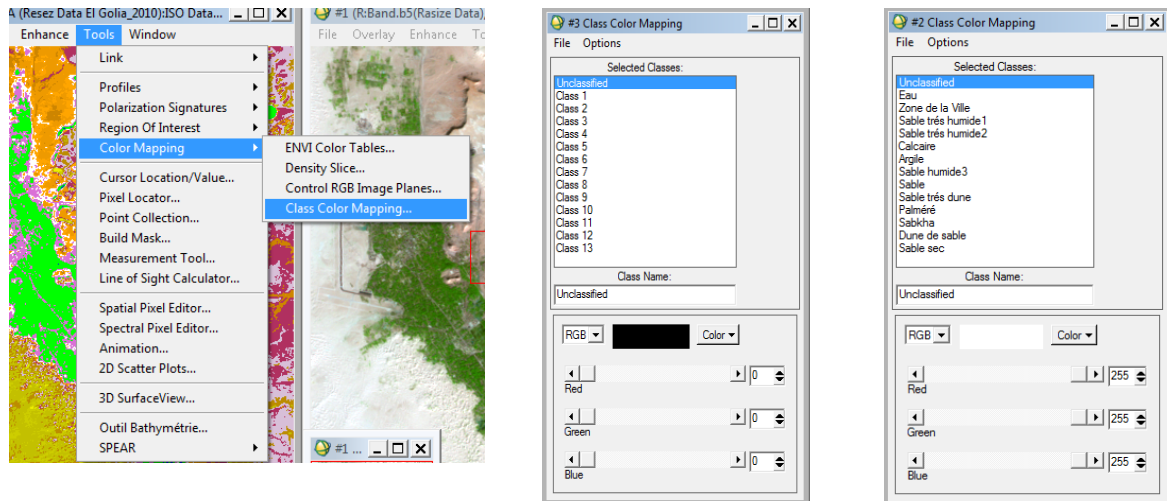 A (Resez Data El Golia_2010):ISO Data...
Enhance Tools Window
Link
Profiles
Polarization Signatures
Region Of Interest
Color Mapping
Cursor Location/Value...
Pixel Locator...
Point Collection...
Build Mask...
Measurement Tool...
Line of Sight Calculator...
Spatial Pixel Editor...
Spectral Pixel Editor...
Animation...
2D Scatter Plots...
3D SurfaceView...
Outil Bathymétrie...
SPEAR
ENVI Color Tables...
Density Slice...
Control RGB Image Planes...
Class Color Mapping...
#1 (R:Band.b5(Rasize Data),
File Overlay Enhance
#1 ...
#3 Class Color Mapping
File Options
Selected Classes:
Unclassified
Class 1
Class 2
Class 3
Class 4
Class 5
Class 6
Class 7
Class 8
Class 9
Class 10
Class 11
Class 12
Class 13
Class Name:
Unclassified
RGB Color
0
Red
0
Green
0
Blue
#2 Class Color Mapping
File Options
Selected Classes:
Unclassified
Eau
Zone de la Ville
Sable trés humide1
Sable trés humide2
Calcaire
Argile
Sable humide3
Sable
Sable trés dune
Palméré
Sabkha
Dune de sable
Sable sec
Class Name:
Unclassified
RGB Color
255
Red
255
Green
255
Blue